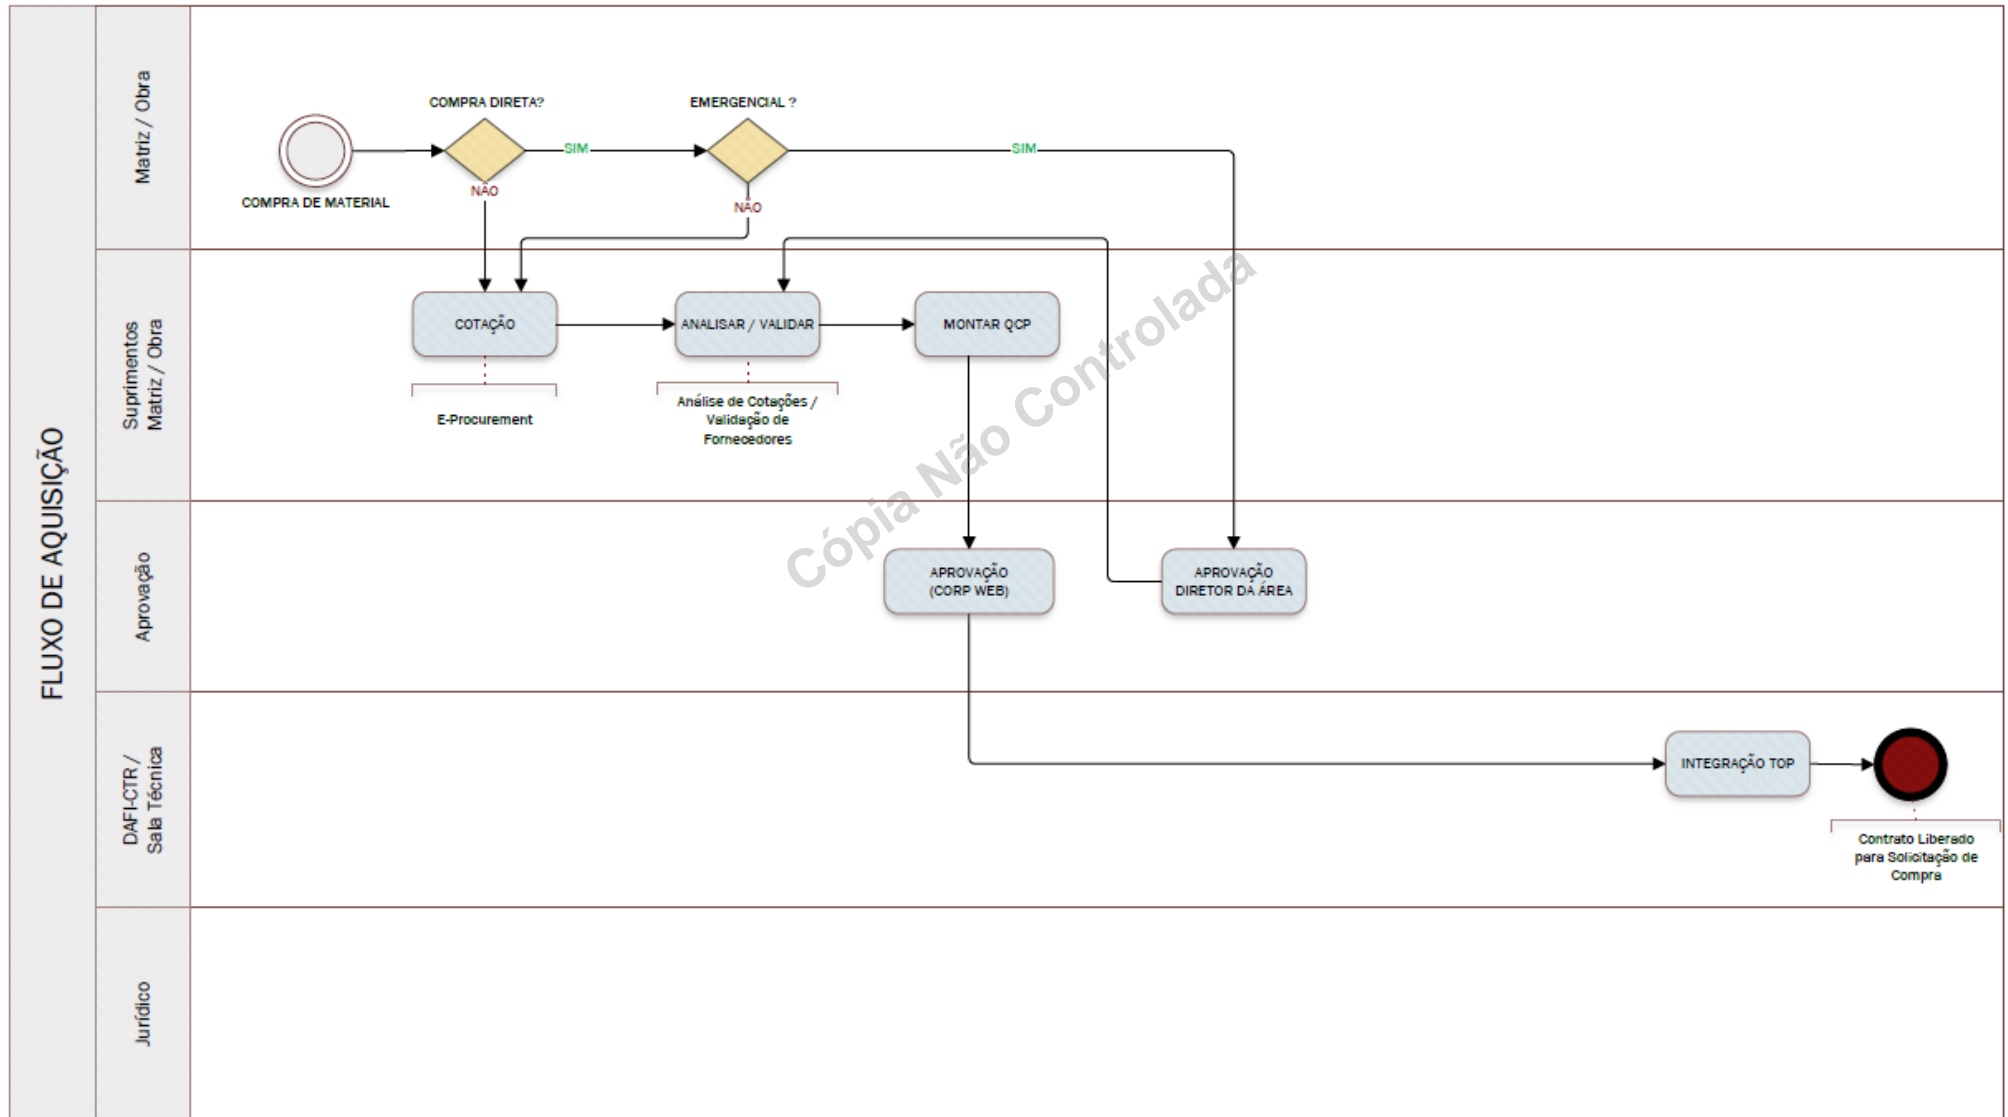 FLUXO DE AQUISIÇÃO
Matriz / Obra
COMPRA DIRETA?
EMERGENCIAL ?
SIM
SIM
NÃO
NÃO
COMPRA DE MATERIAL
Suprimentos
Matriz / Obra
COTAÇÃO
ANALISAR / VALIDAR
MONTAR QCP
E-Procurement
Análise de Cotações /
Validação de
Fornecedores
Cópia Não Controlada
Aprovação
APROVAÇÃO
(CORP WEB)
APROVAÇÃO
DIRETOR DA ÁREA
DAFI-CTR /
Sala Técnica
INTEGRAÇÃO TOP
Contrato Liberado
para Solicitação de
Compra
Jurídico